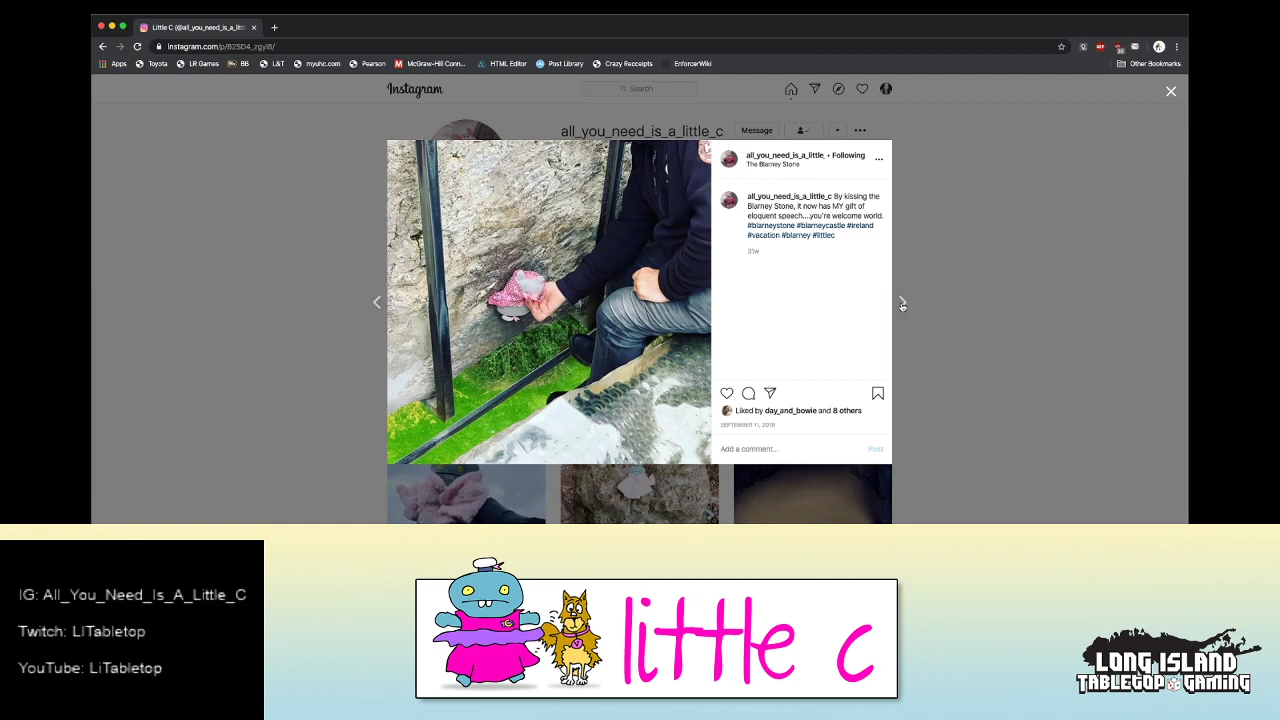 Little C (@all_you_need_is_a_littl
instagram.com/p/B2SD4_zgyl8/
Apps
Toyota
LR Games
BB
L&T
myuhc.com
Pearson
McGraw-Hill Conn...
HTML Editor
Post Library
Crazy Recceipts
EnforcerWiki
Other Bookmarks
Instagram
Search
all_you_need_is_a_little_c
Message
all_you_need_is_a_little_ • Following
The Blarney Stone
all_you_need_is_a_little_c By kissing the
Blarney Stone, it now has MY gift of
eloquent speech....you're welcome world.
#blarneystone #blarneycastle #ireland
#vacation #blarney #littlec
31w
Liked by day_and_bowie and 8 others
SEPTEMBER 11, 2019
Add a comment...
Post
IG: All_You_Need_Is_A_Little_C
Twitch: LITabletop
YouTube: LiTabletop
little c
LONG ISLAND
TABLETOP GAMING